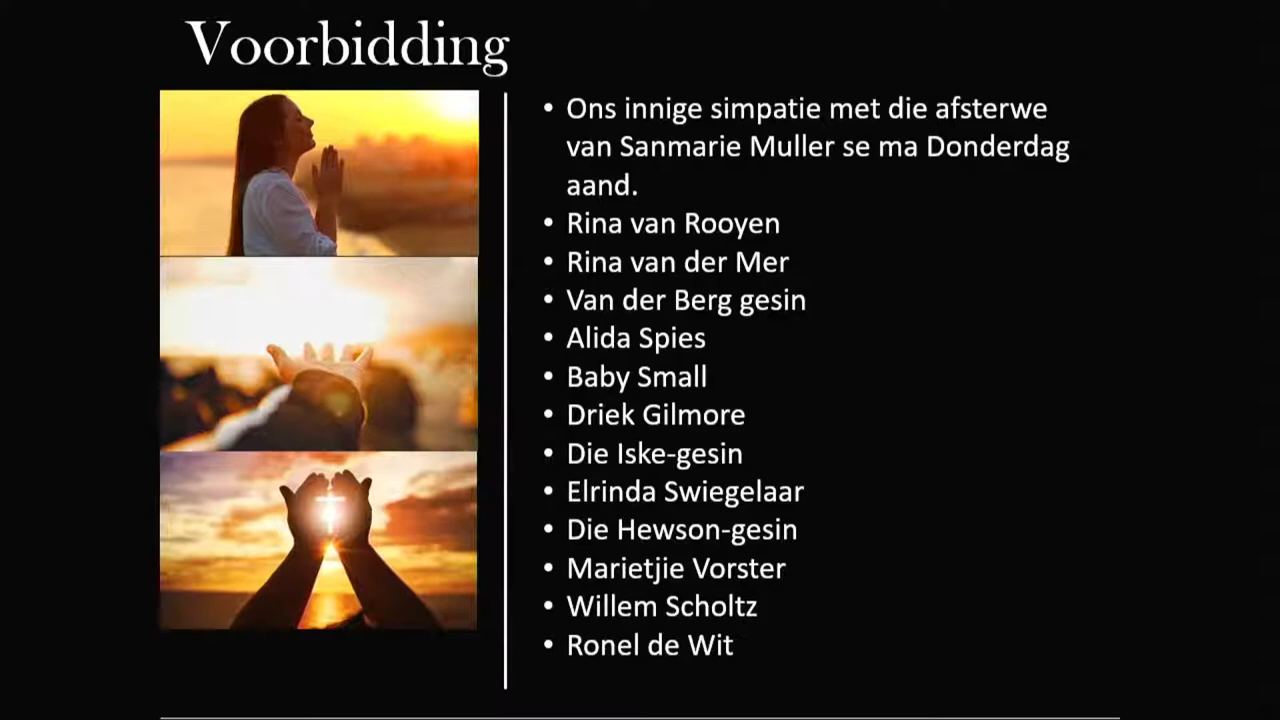 Voorbidding
• Ons innige simpatie met die afsterwe
van Sanmarie Muller se ma Donderdag
aand.
• Rina van Rooyen
• Rina van der Mer
• Van der Berg gesin
• Alida Spies
• Baby Small
• Driek Gilmore
• Die Iske-gesin
• Elrinda Swiegelaar
• Die Hewson-gesin
• Marietjie Vorster
• Willem Scholtz
• Ronel de Wit